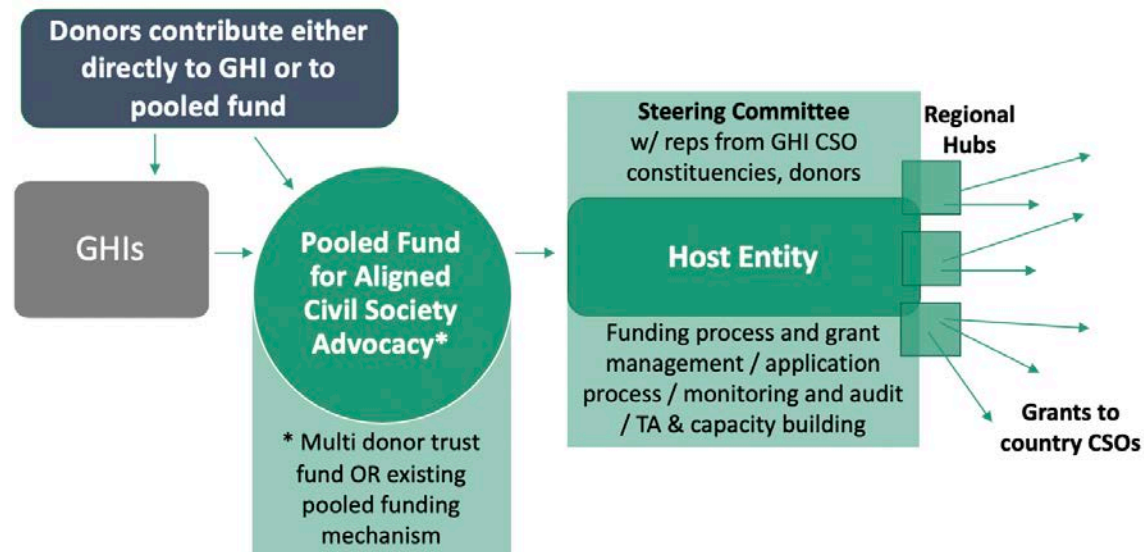 Donors contribute either
directly to GHI or to
pooled fund
GHIs
Pooled Fund
for Aligned
Civil Society
Advocacy*
* Multi donor trust
fund OR existing
pooled funding
mechanism
Steering Committee
w/ reps from GHI CSO
constituencies, donors
Host Entity
Funding process and grant
management / application
process / monitoring and audit
/ TA & capacity building
Regional
Hubs
Grants to
country CSOs